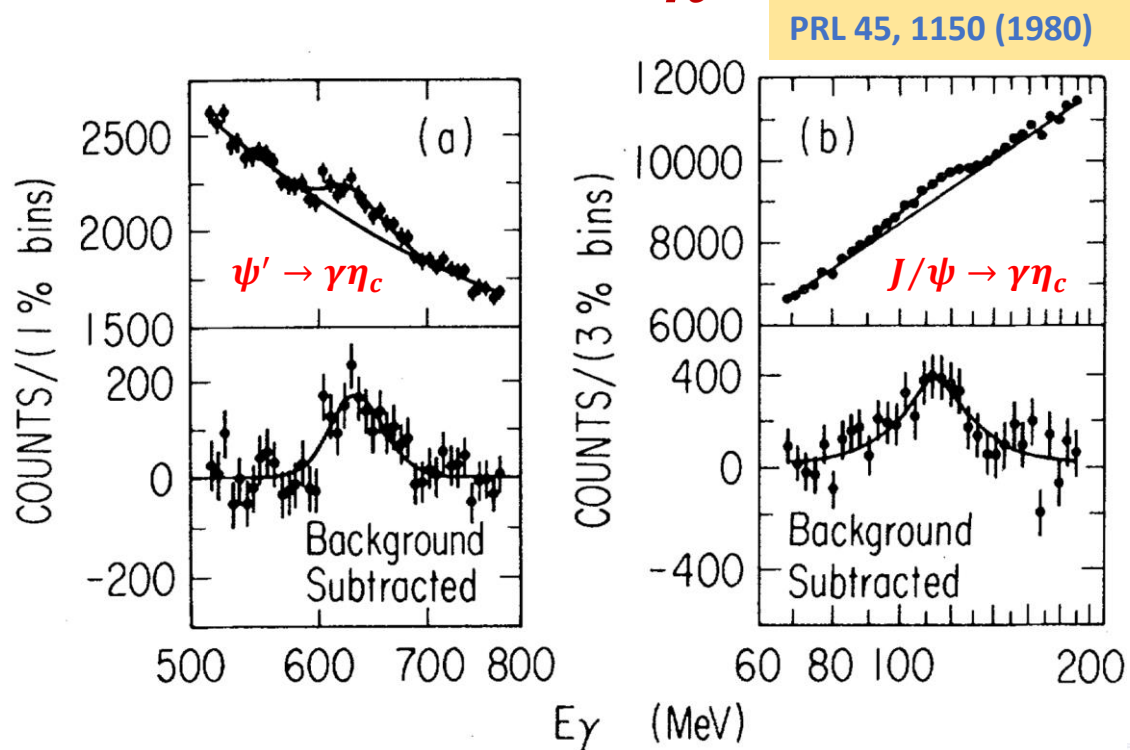 PRL 45, 1150 (1980)
(a)
ψ′ → γη_c
COUNTS/(1% bins)
2500
2000
1500
200
0
-200
Background
Subtracted
500 600 700 800
(b)
J/ψ → γη_c
COUNTS/(3% bins)
12000
10000
8000
6000
400
0
-400
Background
Subtracted
60 80 100 200
Eγ (MeV)